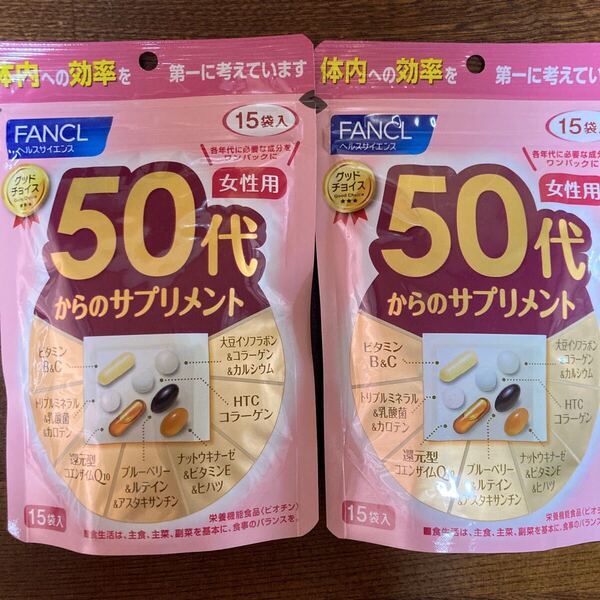 体内への効率を 第一に考えています
FANCL
ヘルスサイエンス
15袋入
各年代に必要な成分を
ワンパックに
グッド
チョイス
Good Choice
女性用
50代
からのサプリメント
ビタミン
B&C
大豆イソフラボン
&コラーゲン
&カルシウム
トリプルミネラル
&乳酸菌
&カロテン
HTC
コラーゲン
還元型
コエンザイムQ10
ブルーベリー
&ルテイン
&アスタキサンチン
ナットウキナーゼ
&ビタミンE
&ヒハツ
15袋入
栄養機能食品〈ビオチン〉
■食生活は、主食、主菜、副菜を基本に、食事のバランスを。
体内への効率を 第一に考えています
FANCL
ヘルスサイエンス
15袋入
各年代に必要な成分を
ワンパックに
グッド
チョイス
Good Choice
女性用
50代
からのサプリメント
ビタミン
B&C
大豆イソフラボン
&コラーゲン
&カルシウム
トリプルミネラル
&乳酸菌
&カロテン
HTC
コラーゲン
還元型
コエンザイムQ10
ブルーベリー
&ルテイン
&アスタキサンチン
ナットウキナーゼ
&ビタミンE
&ヒハツ
15袋入
栄養機能食品〈ビオチン〉
■食生活は、主食、主菜、副菜を基本に、食事のバランスを。